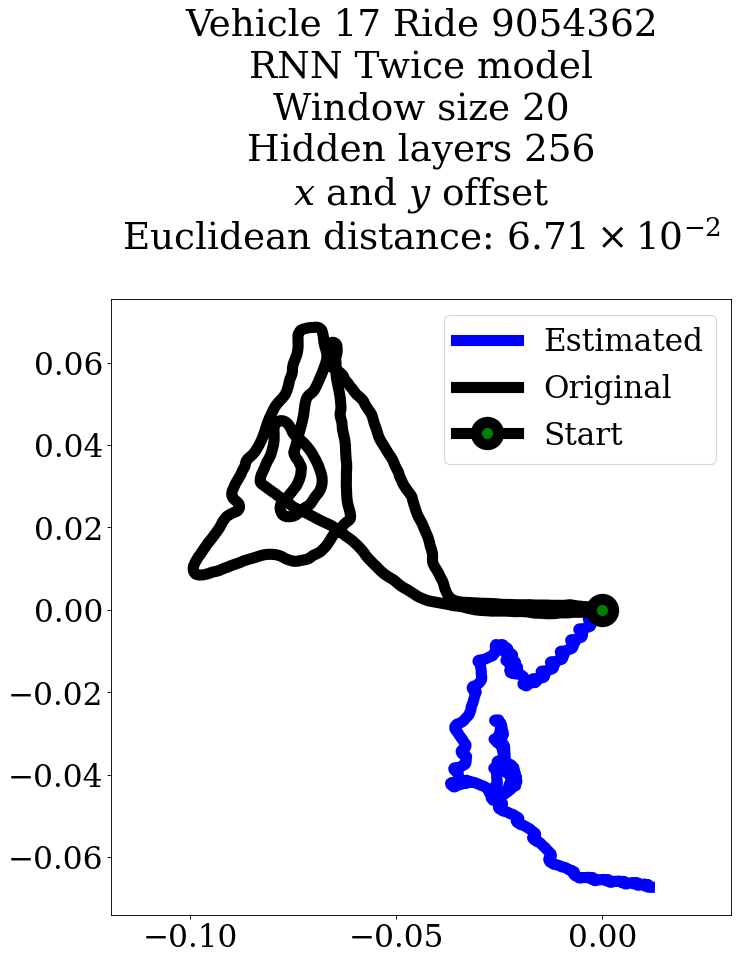 Vehicle 17 Ride 9054362
RNN Twice model
Window size 20
Hidden layers 256
x and y offset
Euclidean distance: 6.71 × 10⁻²
Estimated
Original
Start
0.06
0.04
0.02
0.00
−0.02
−0.04
−0.06
−0.10
−0.05
0.00